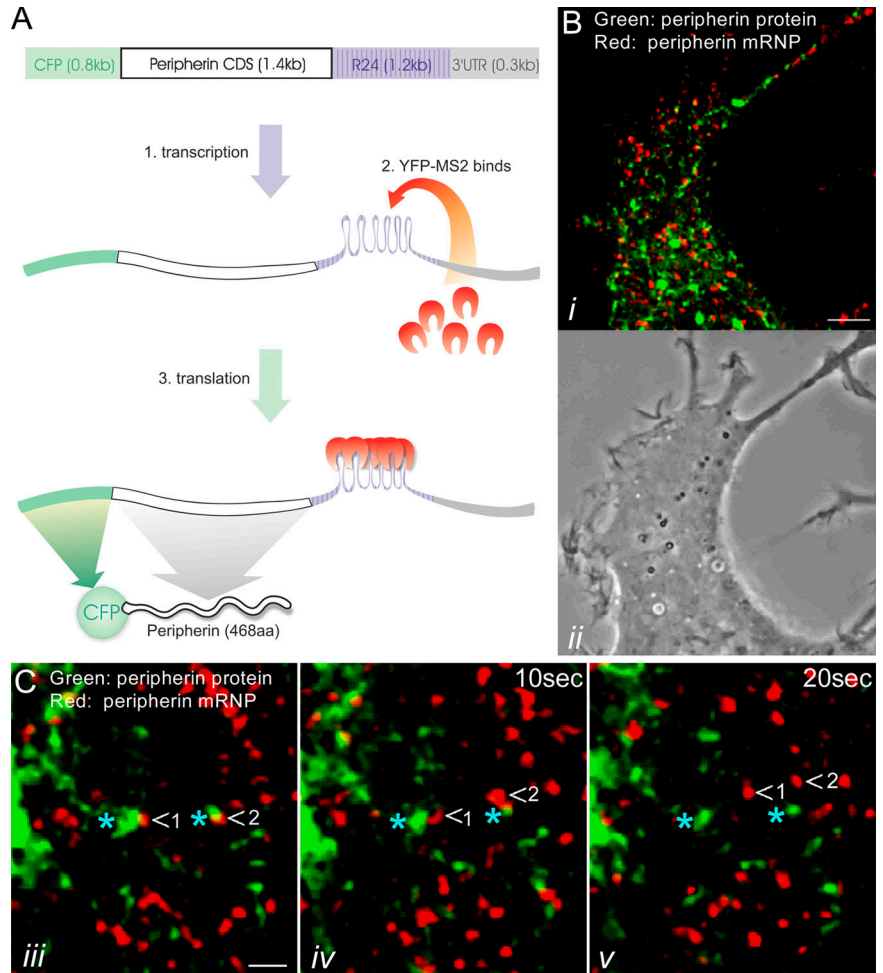 A
CFP (0.8kb) Peripherin CDS (1.4kb) R24 (1.2kb) 3'UTR (0.3kb)
1. transcription
2. YFP-MS2 binds
3. translation
CFP
Peripherin (468aa)
B
Green: peripherin protein
Red: peripherin mRNP
i
ii
C
Green: peripherin protein
Red: peripherin mRNP
* <1 * <2
iii
10sec
<2
* <1 *
iv
20sec
<1 <2
* *
v